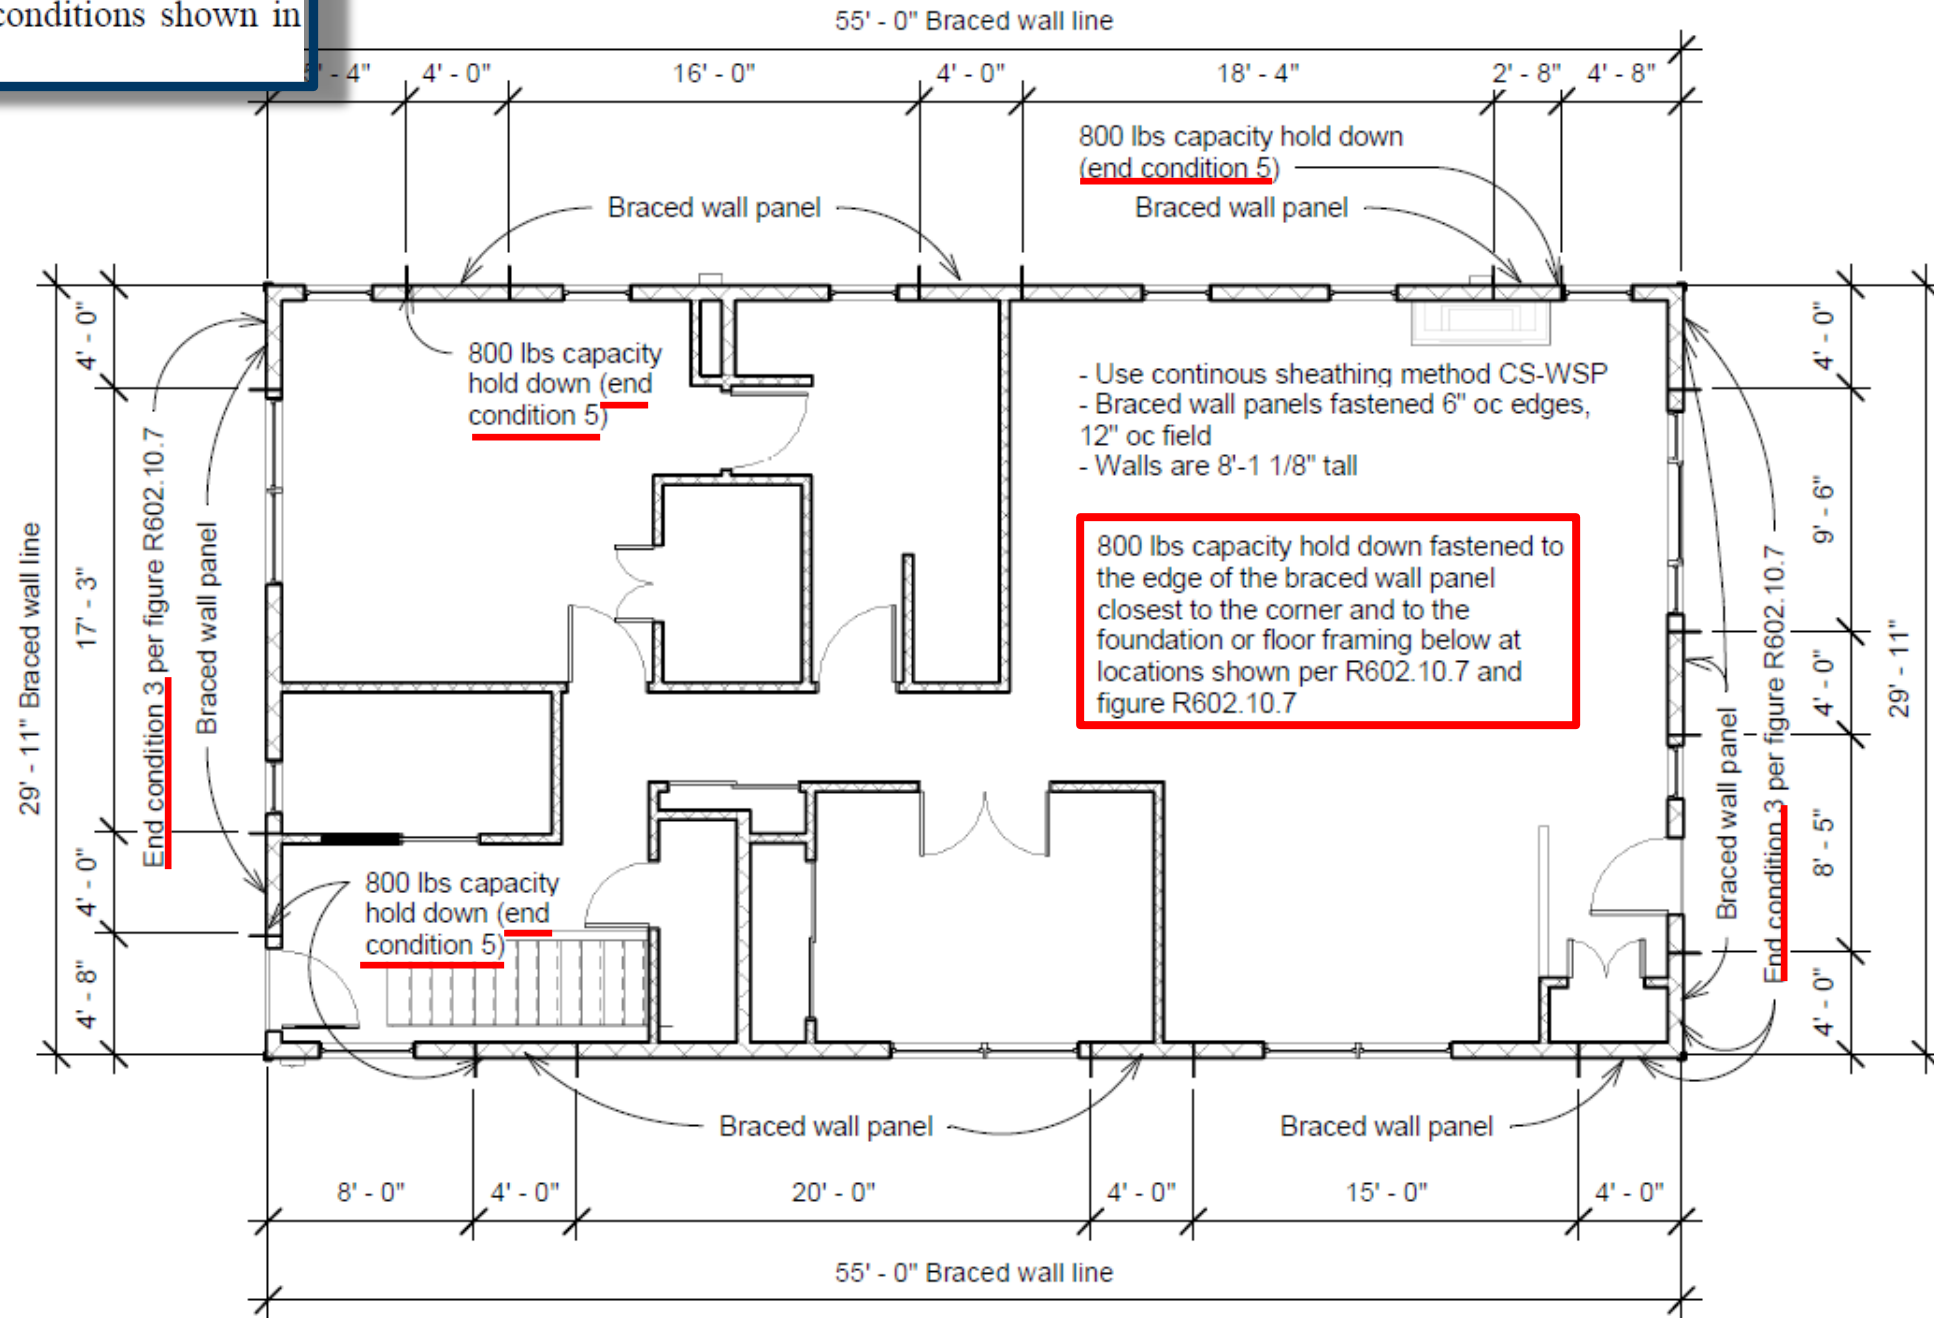 conditions shown in
55' - 0" Braced wall line
' - 4"
4' - 0"
16' - 0"
4' - 0"
18' - 4"
2' - 8"
4' - 8"
800 lbs capacity hold down
(end condition 5)
Braced wall panel
Braced wall panel
800 lbs capacity
hold down (end
condition 5)
- Use continous sheathing method CS-WSP
- Braced wall panels fastened 6" oc edges,
12" oc field
- Walls are 8'-1 1/8" tall
800 lbs capacity hold down fastened to
the edge of the braced wall panel
closest to the corner and to the
foundation or floor framing below at
locations shown per R602.10.7 and
figure R602.10.7
29' - 11" Braced wall line
4' - 0"
17' - 3"
4' - 0"
4' - 8"
End condition 3 per figure R602.10.7
Braced wall panel
800 lbs capacity
hold down (end
condition 5)
Braced wall panel
End condition 3 per figure R602.10.7
4' - 0"
9' - 6"
4' - 0"
8' - 5"
4' - 0"
29' - 11"
Braced wall panel
Braced wall panel
8' - 0"
4' - 0"
20' - 0"
4' - 0"
15' - 0"
4' - 0"
55' - 0" Braced wall line